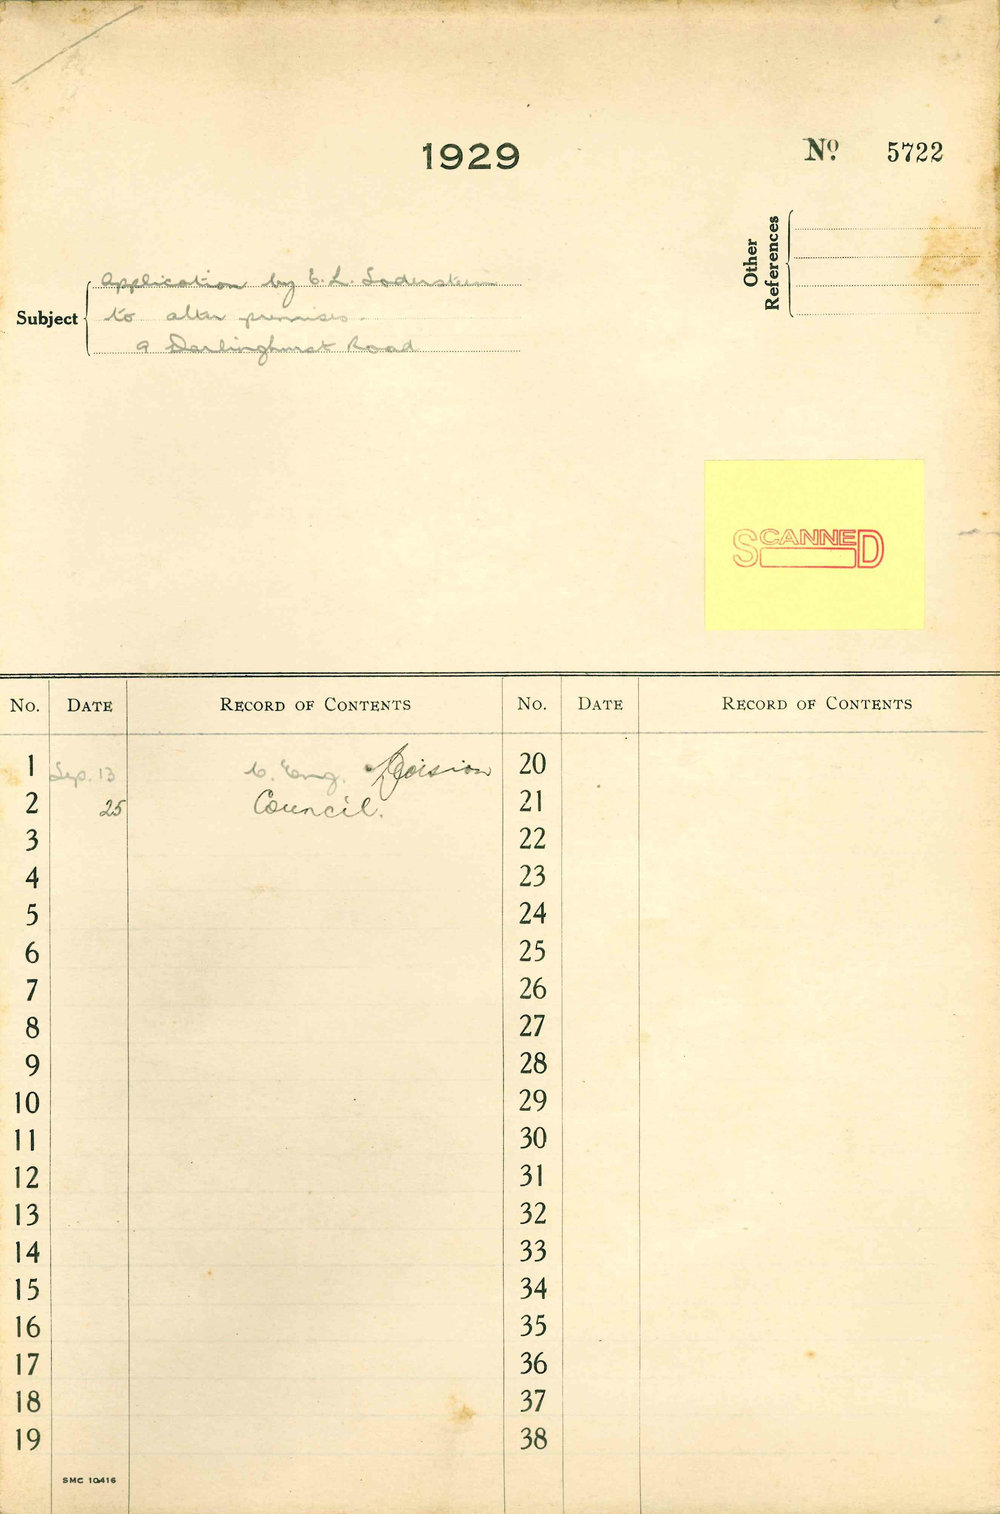 1929
No. 5722
Other References
Subject
Application by E. L. Soderstein
to alter premises
9 Darlinghurst Road
SCANNED
No. DATE RECORD OF CONTENTS No. DATE RECORD OF CONTENTS
1 Sep. 13 C. Eng. Decision 20
2 25 Council. 21
3 22
4 23
5 24
6 25
7 26
8 27
9 28
10 29
11 30
12 31
13 32
14 33
15 34
16 35
17 36
18 37
19 38
SMC 10416